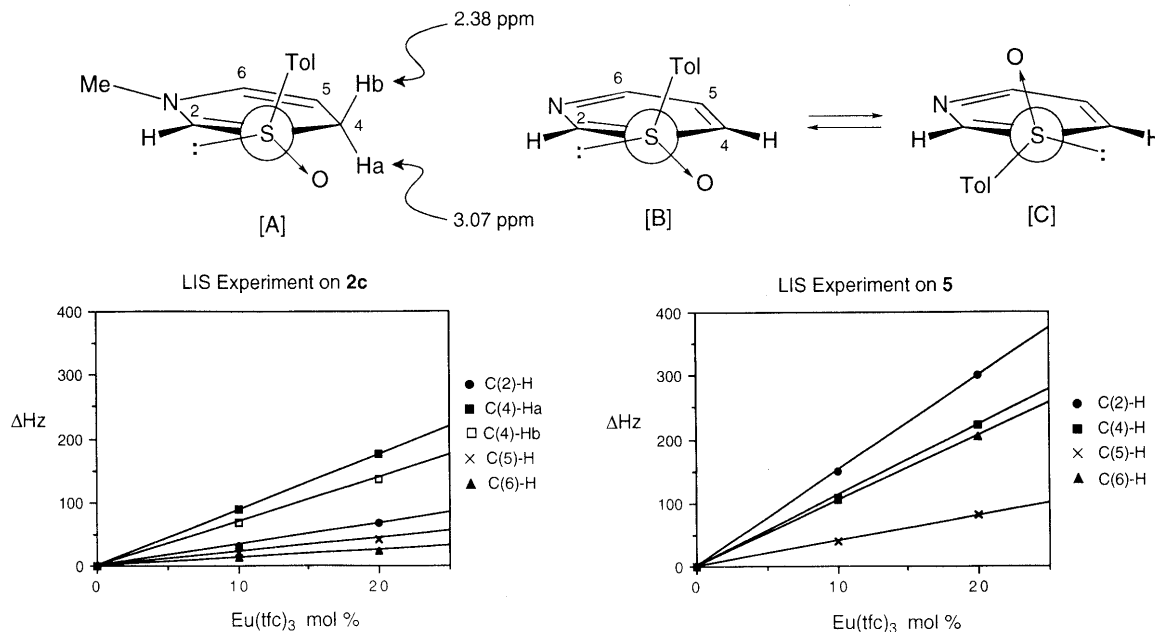 2.38 ppm
Tol
Me
6
5
Hb
N
2
4
H
S
:
Ha
O
3.07 ppm
[A]
Tol
6
5
N
2
H
S
4
H
:
O
[B]
O
N
H
S
H
Tol
:
[C]
LIS Experiment on 2c
400
300
200
100
0
ΔHz
0 10 20
Eu(tfc)3 mol %
● C(2)-H
■ C(4)-Ha
□ C(4)-Hb
× C(5)-H
▲ C(6)-H
LIS Experiment on 5
400
300
200
100
0
ΔHz
0 10 20
Eu(tfc)3 mol %
● C(2)-H
■ C(4)-H
× C(5)-H
▲ C(6)-H